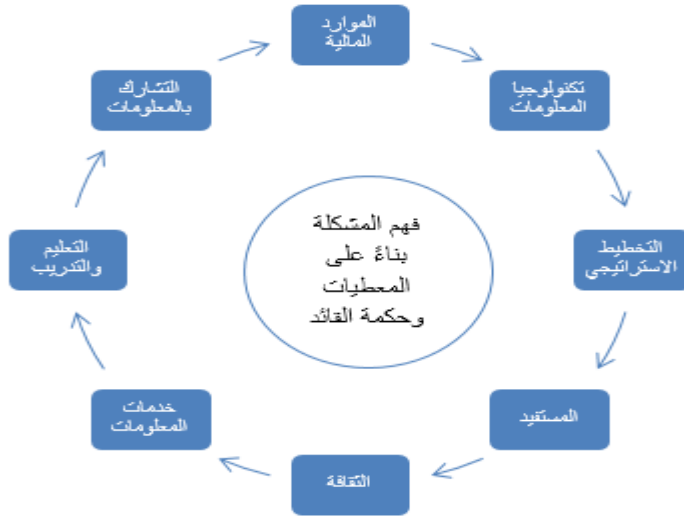 الموارد
المالية
تكنولوجيا
المعلومات
التخطيط
الاستراتيجي
المستفيد
الثقافة
خدمات
المعلومات
التعليم
والتدريب
التشارك
بالمعلومات
فهم المشكلة
بناءً على
المعطيات
وحكمة القائد